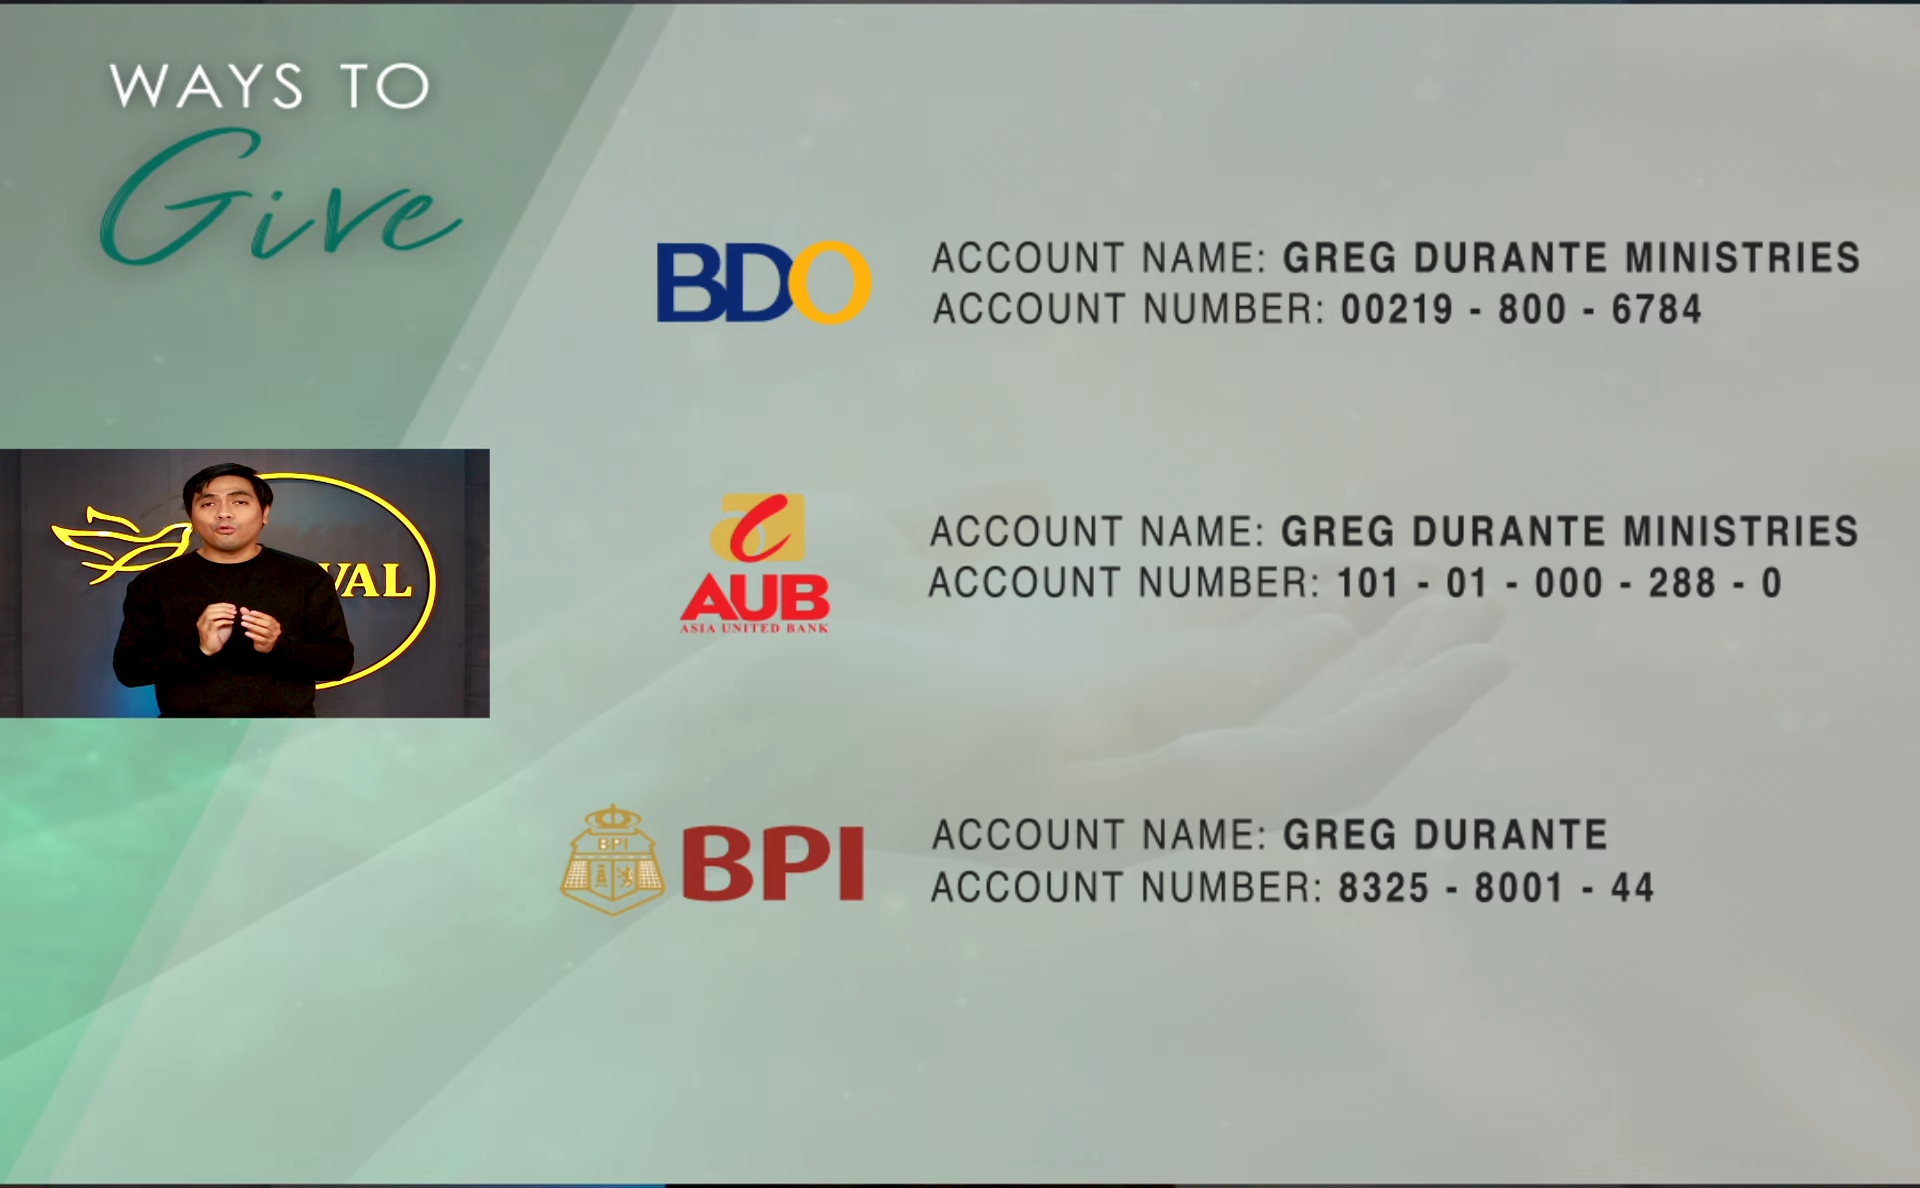 WAYS TO
Give
BDO
ACCOUNT NAME: GREG DURANTE MINISTRIES
ACCOUNT NUMBER: 00219 - 800 - 6784
VAL
AUB
ASIA UNITED BANK
ACCOUNT NAME: GREG DURANTE MINISTRIES
ACCOUNT NUMBER: 101 - 01 - 000 - 288 - 0
BPI
BPI
ACCOUNT NAME: GREG DURANTE
ACCOUNT NUMBER: 8325 - 8001 - 44